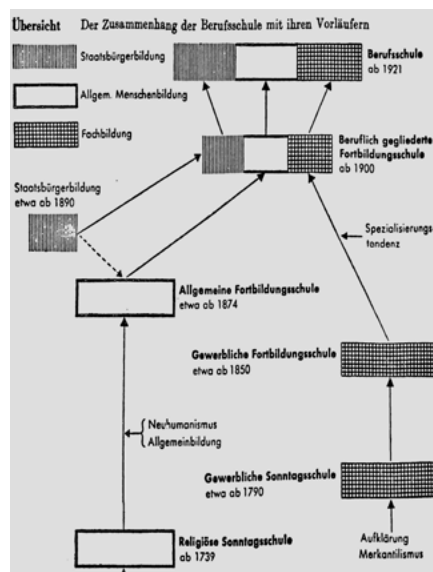 Übersicht Der Zusammenhang der Berufsschule mit ihren Vorläufern
Staatsbürgerbildung
Allgem. Menschenbildung
Fachbildung
Berufsschule
ab 1921
Beruflich gegliederte
Fortbildungsschule
ab 1900
Staatsbürgerbildung
etwa ab 1890
Spezialisierungs-
tendenz
Allgemeine Fortbildungsschule
etwa ab 1874
Gewerbliche Fortbildungsschule
etwa ab 1850
Neuhumanismus
Allgemeinbildung
Gewerbliche Sonntagsschule
etwa ab 1790
Religiöse Sonntagsschule
ab 1739
Aufklärung
Merkantilismus